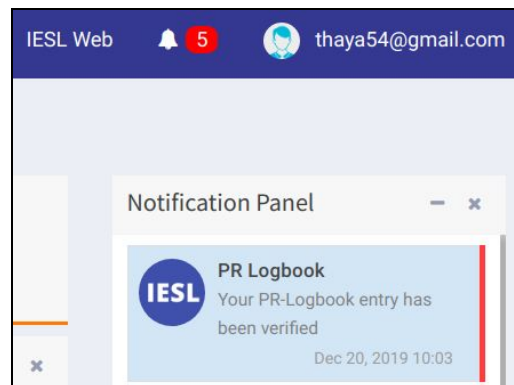 IESL Web 5 thaya54@gmail.com
Notification Panel
IESL
PR Logbook
Your PR-Logbook entry has
been verified
Dec 20, 2019 10:03